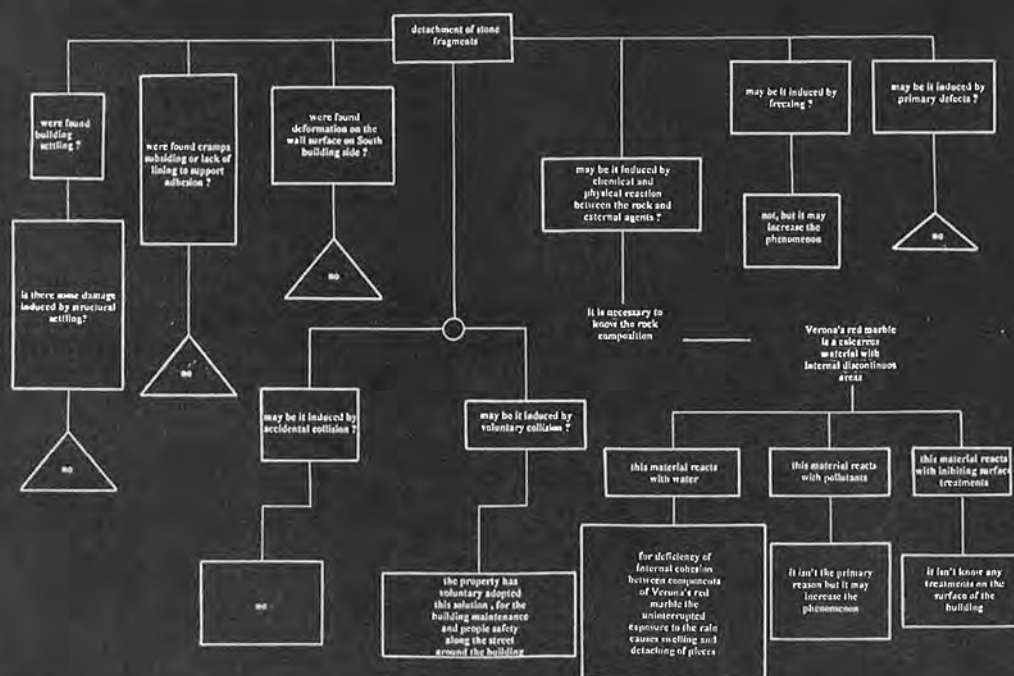 detachment of stone
fragments
were found
building
settling ?
were found cramps
subsiding or lack of
lining to support
adhesion ?
were found
deformation on the
wall surface on South
building side ?
may be it induced by
chemical and
physical reaction
between the rock and
external agents ?
may be it induced by
freezing ?
may be it induced by
primary defects ?
is there some damage
induced by structural
settling?
no
no
no
not, but it may
increase the
phenomenon
no
it is necessary to
know the rock
composition
Verona's red marble
is a calcareus
material with
internal discontinuos
areas
may be it induced by
accidental collision ?
may be it induced by
voluntary collision ?
this material reacts
with water
this material reacts
with pollutants
this material reacts
with inibiting surface
treatments
no
the property has
voluntary adopted
this solution , for the
building maintenance
and people safety
along the street
around the building
for deficiency of
internal cohesion
between components
of Verona's red
marble the
uninterrupted
exposure to the rain
causes swelling and
detaching of pieces
it isn't the primary
reason but it may
increase the
phenomenon
it isn't know any
treatments on the
surface of the
building